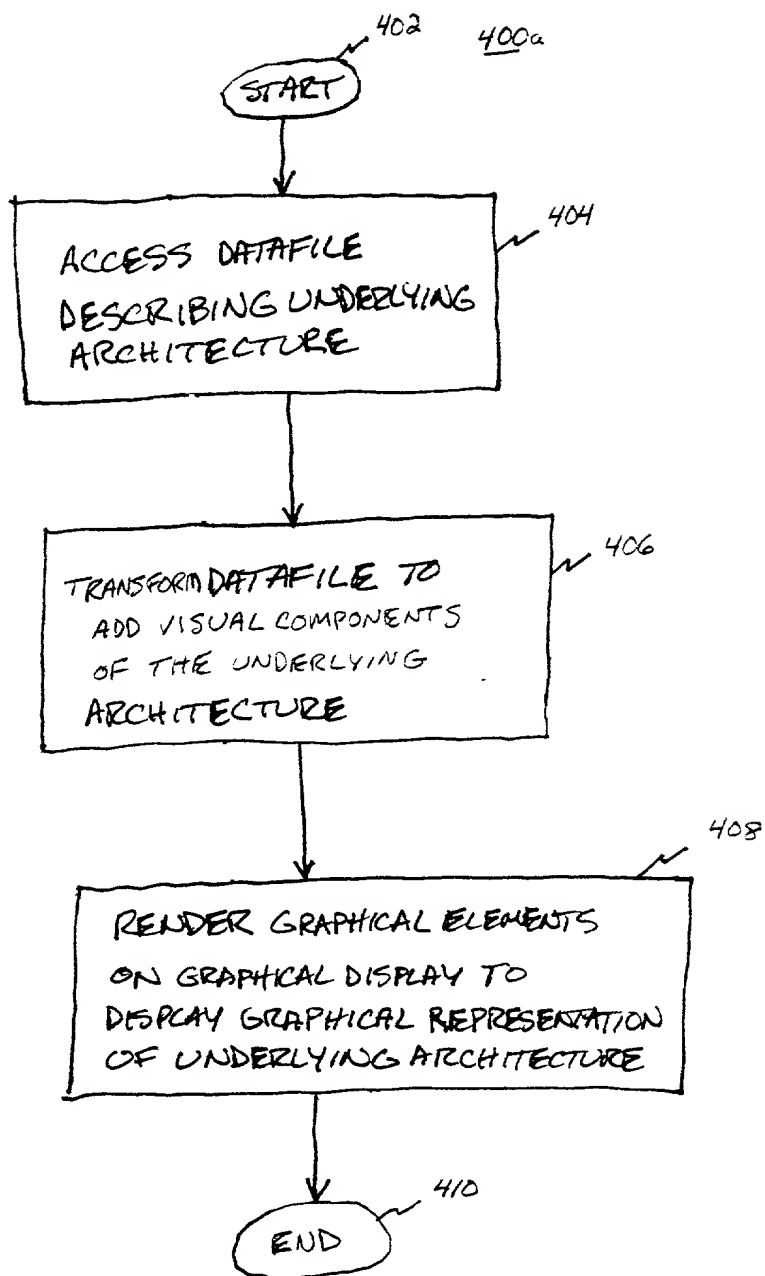 402
400a
START
404
ACCESS DATAFILE
DESCRIBING UNDERLYING
ARCHITECTURE
406
TRANSFORM DATAFILE TO
ADD VISUAL COMPONENTS
OF THE UNDERLYING
ARCHITECTURE
408
RENDER GRAPHICAL ELEMENTS
ON GRAPHICAL DISPLAY TO
DISPLAY GRAPHICAL REPRESENTATION
OF UNDERLYING ARCHITECTURE
410
END